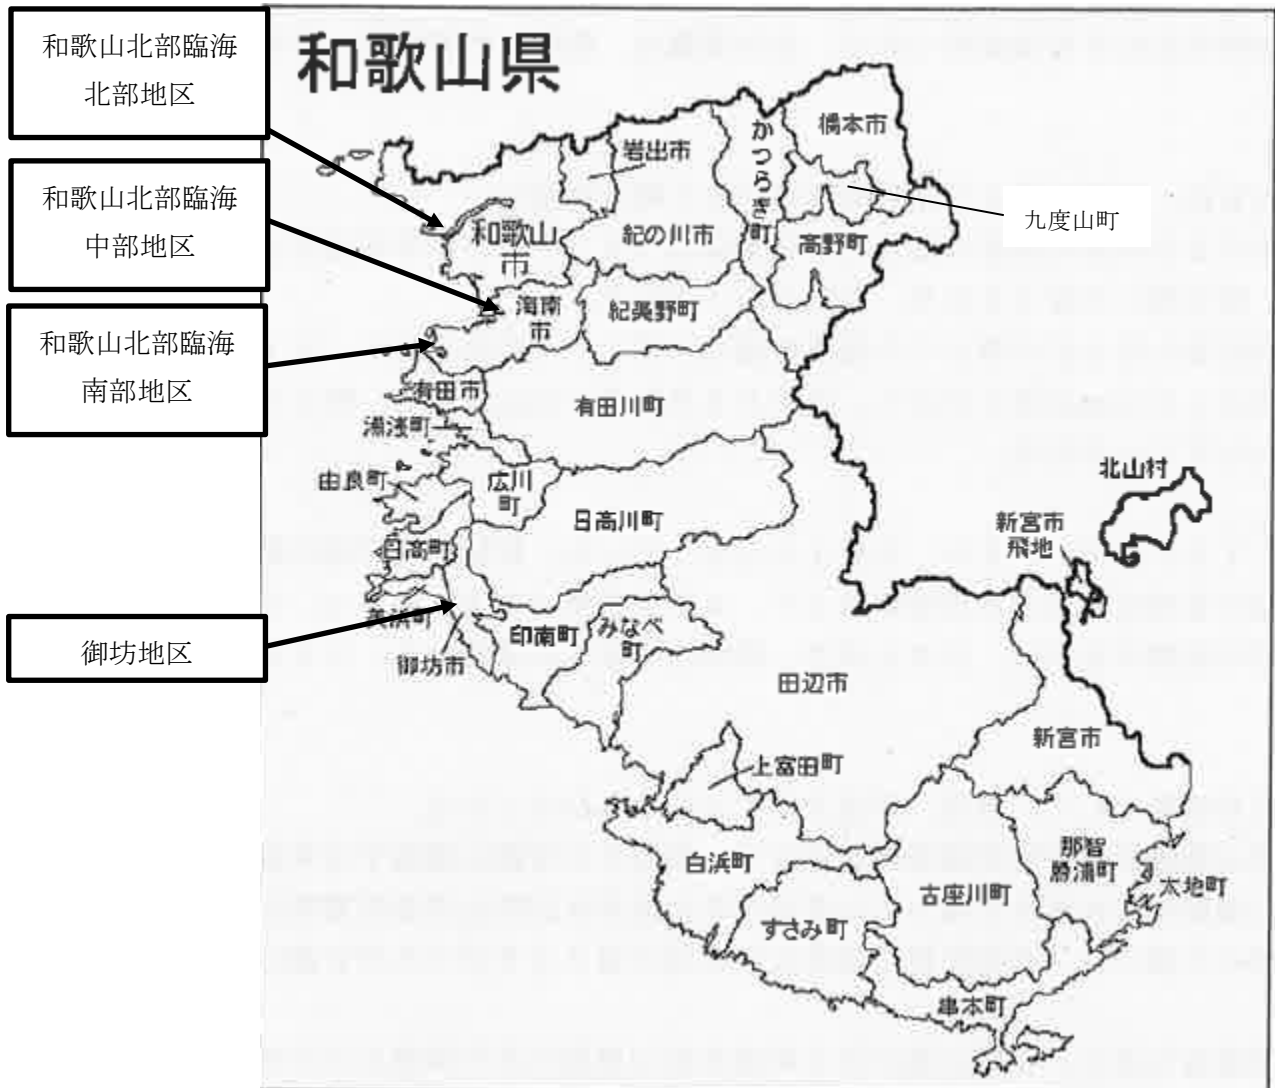 和歌山北部臨海
北部地区
和歌山県
和歌山北部臨海
中部地区
和歌山北部臨海
南部地区
御坊地区
橋本市
かつらぎ町
岩出市
九度山町
和歌山
市
紀の川市
高野町
海南
市
紀美野町
有田市
有田川町
湯浅町
由良町
広川
町
日高川町
北山村
新宮市
飛地
日高町
美浜町
御坊市
印南町
みなべ
町
田辺市
新宮市
上富田町
白浜町
那智
勝浦町
太地町
古座川町
すさみ町
串本町